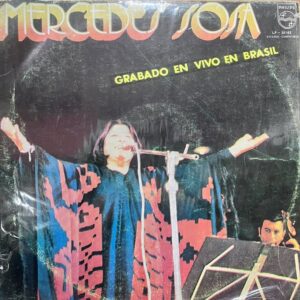 MERCEDES SOSA
PHILIPS
GRABADO EN VIVO EN BRASIL